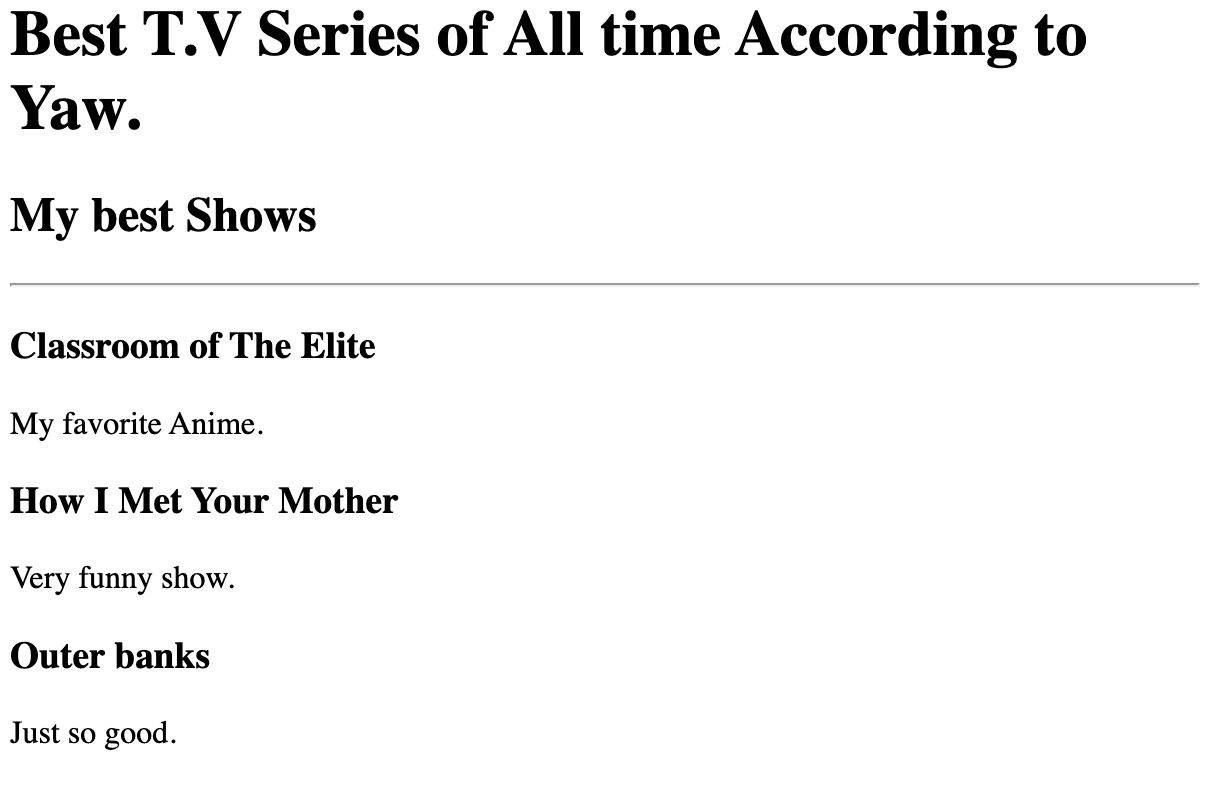 Best T.V Series of All time According to
Yaw.
My best Shows
Classroom of The Elite
My favorite Anime.
How I Met Your Mother
Very funny show.
Outer banks
Just so good.